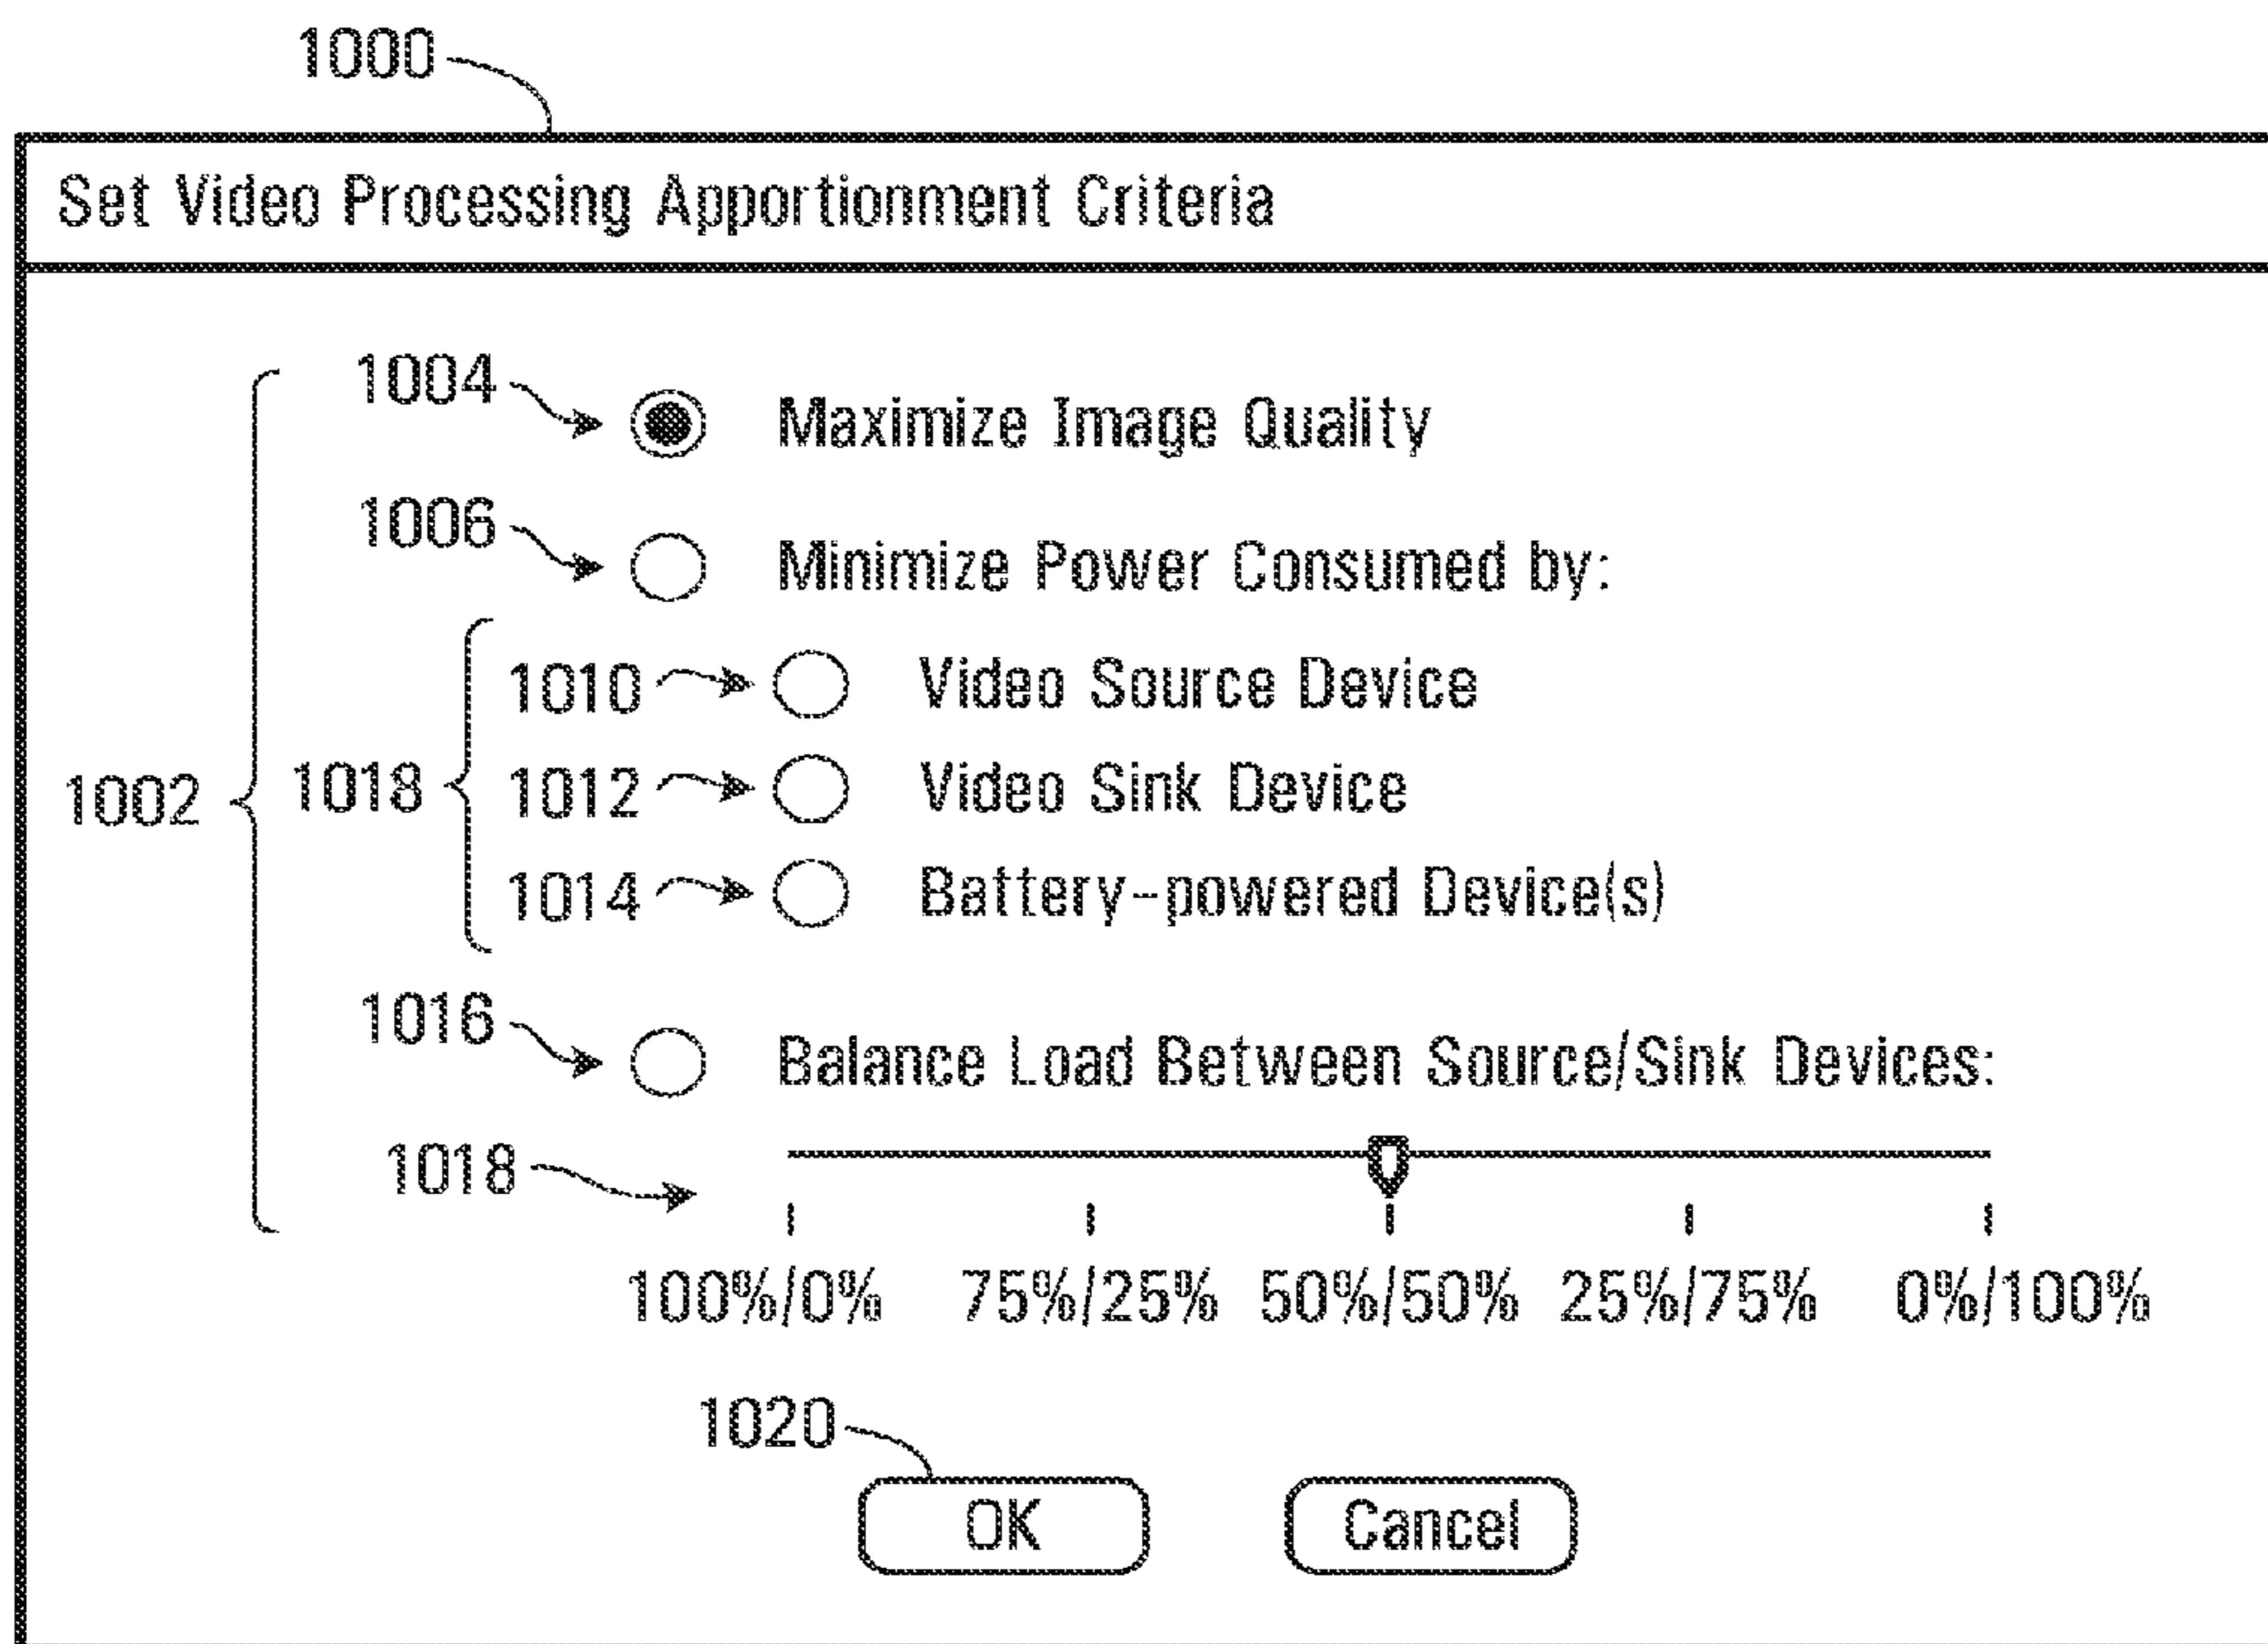 1000
Set Video Processing Apportionment Criteria
1004 Maximize Image Quality
1006 Minimize Power Consumed by:
1010 Video Source Device
1002 1018 1012 Video Sink Device
1014 Battery-powered Device(s)
1016 Balance Load Between Source/Sink Devices:
1018
100%/0% 75%/25% 50%/50% 25%/75% 0%/100%
1020
OK Cancel